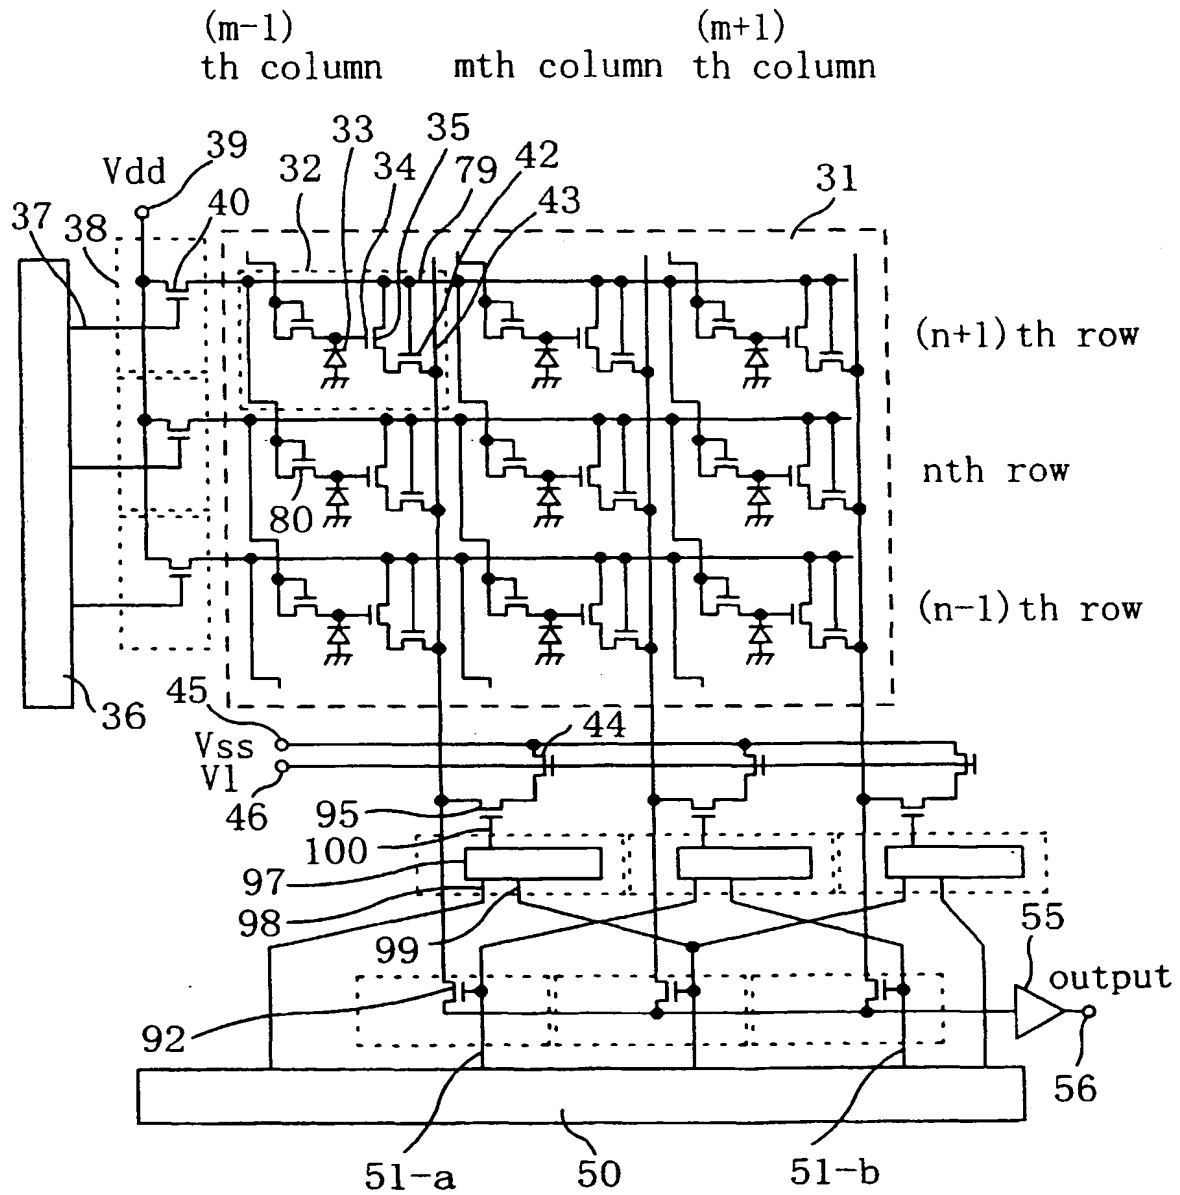 (m-1)
th column
mth column
(m+1)
th column
33
35
39
34
42
Vdd
32
79
40
31
37
38
43
(n+1)th row
nth row
80
(n-1)th row
45
36
44
Vss
V1
46
95
100
97
98
99
55
output
92
56
51-a
50
51-b